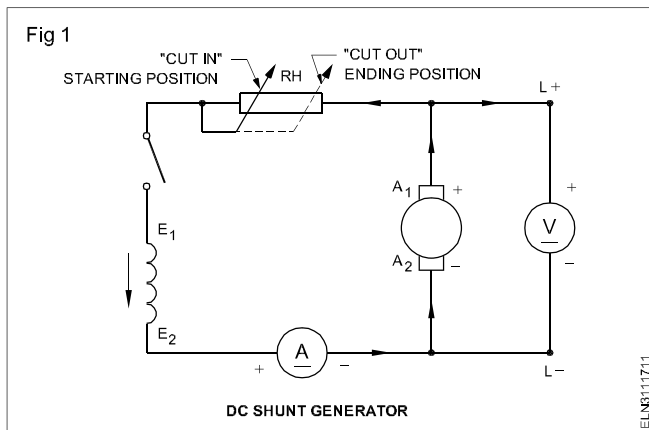 Fig 1
"CUT IN"
STARTING POSITION
RH
"CUT OUT"
ENDING POSITION
L+
A1
+
+
V
E1
A2
−
−
E2
+
A
−
L−
DC SHUNT GENERATOR
ELN3111711